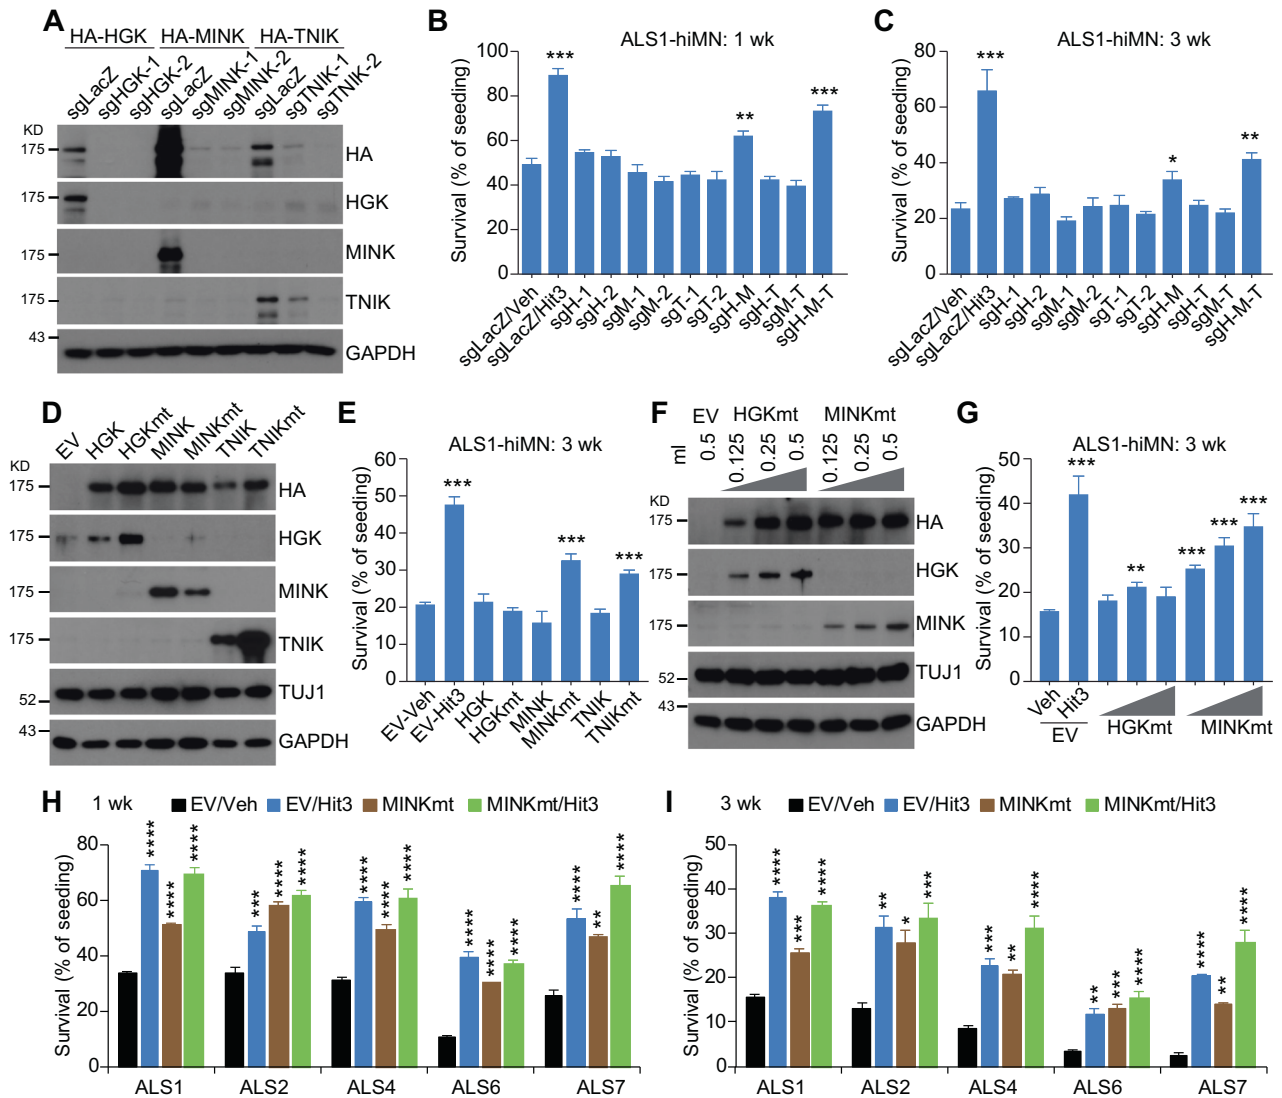 A
HA-HGK HA-MINK HA-TNIK
sgLacZ sgHGK-1 sgHGK-2 sgLacZ sgMINK-1 sgMINK-2 sgLacZ sgTNIK-1 sgTNIK-2
KD
175 HA
175 HGK
175 MINK
175 TNIK
43
GAPDH
B
ALS1-hiMN: 1 wk
Survival (% of seeding)
100
80
60
40
20
0
*** ** ***
sgLacZ/Veh sgLacZ/Hit3 sgH-1 sgH-2 sgM-1 sgM-2 sgT-1 sgT-2 sgH-M sgH-T sgM-T sgH-M-T
C
ALS1-hiMN: 3 wk
Survival (% of seeding)
80
60
40
20
0
*** * **
sgLacZ/Veh sgLacZ/Hit3 sgH-1 sgH-2 sgM-1 sgM-2 sgT-1 sgT-2 sgH-M sgH-T sgM-T sgH-M-T
D
EV HGK HGKmt MINK MINKmt TNIK TNIKmt
KD
175 HA
175 HGK
175 MINK
175 TNIK
52 TUJ1
43
GAPDH
E
ALS1-hiMN: 3 wk
Survival (% of seeding)
60
50
40
30
20
10
0
*** *** ***
EV-Veh EV-Hit3 HGK HGKmt MINK MINKmt TNIK TNIKmt
F
EV HGKmt MINKmt
ml 0.5 0.125 0.25 0.5 0.125 0.25 0.5
KD
175 HA
175 HGK
175 MINK
52 TUJ1
43
GAPDH
G
ALS1-hiMN: 3 wk
Survival (% of seeding)
50
40
30
20
10
0
*** ** *** *** ***
Veh Hit3
EV HGKmt MINKmt
H
1 wk EV/Veh EV/Hit3 MINKmt MINKmt/Hit3
Survival (% of seeding)
80
60
40
20
0
**** **** **** *** **** **** **** **** **** **** **** **** **** ** ****
ALS1 ALS2 ALS4 ALS6 ALS7
I
3 wk EV/Veh EV/Hit3 MINKmt MINKmt/Hit3
Survival (% of seeding)
50
40
30
20
10
0
**** *** **** ** * *** *** ** **** ** *** **** **** ** ****
ALS1 ALS2 ALS4 ALS6 ALS7